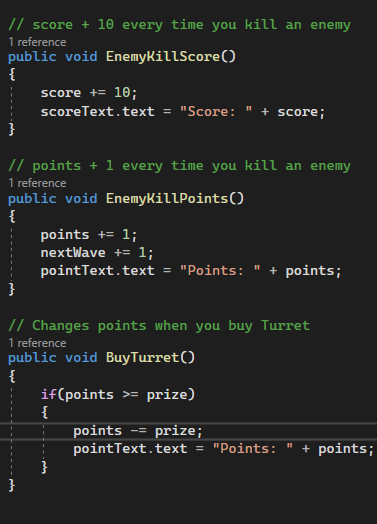 // score + 10 every time you kill an enemy
1 reference
public void EnemyKillScore()
{
score += 10;
scoreText.text = "Score: " + score;
}
// points + 1 every time you kill an enemy
1 reference
public void EnemyKillPoints()
{
points += 1;
nextWave += 1;
pointText.text = "Points: " + points;
}
// Changes points when you buy Turret
1 reference
public void BuyTurret()
{
if(points >= prize)
{
points -= prize;
pointText.text = "Points: " + points;
}
}